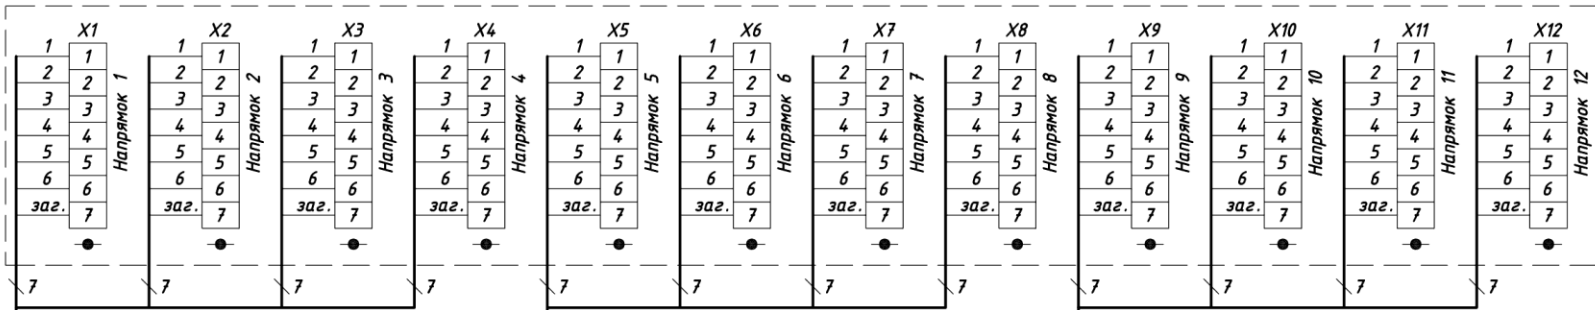 X1 X2 X3 X4 X5 X6 X7 X8 X9 X10 X11 X12
1 1 1 1 1 1 1 1 1 1 1 1
1 1 1 1 1 1 1 1 1 1 1 1
2 2 2 2 2 2 2 2 2 2 2 2
2 2 2 2 2 2 2 2 2 2 2 2
3 3 3 3 3 3 3 3 3 3 3 3
3 3 3 3 3 3 3 3 3 3 3 3
4 4 4 4 4 4 4 4 4 4 4 4
4 4 4 4 4 4 4 4 4 4 4 4
5 5 5 5 5 5 5 5 5 5 5 5
5 5 5 5 5 5 5 5 5 5 5 5
6 6 6 6 6 6 6 6 6 6 6 6
6 6 6 6 6 6 6 6 6 6 6 6
заг. заг. заг. заг. заг. заг. заг. заг. заг. заг. заг. заг.
7 7 7 7 7 7 7 7 7 7 7 7
Напрямок 1
Напрямок 2
Напрямок 3
Напрямок 4
Напрямок 5
Напрямок 6
Напрямок 7
Напрямок 8
Напрямок 9
Напрямок 10
Напрямок 11
Напрямок 12
7 7 7 7 7 7 7 7 7 7 7 7